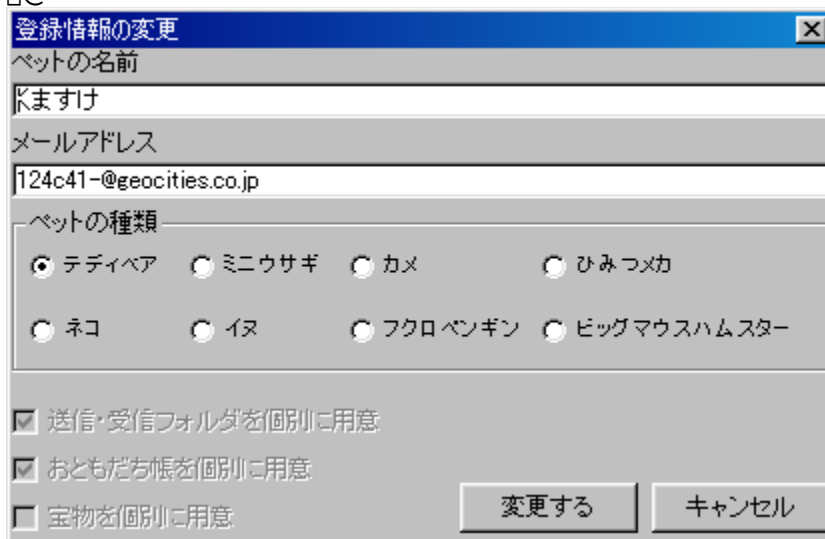 登録情報の変更
ペットの名前
くますけ
メールアドレス
124c41-@geocities.co.jp
ペットの種類
テディベア ミニウサギ カメ ひみつメカ
ネコ イヌ フクロペンギン ビッグマウスハムスター
送信・受信フォルダを個別に用意
おともだち帳を個別に用意
宝物を個別に用意
変更する キャンセル